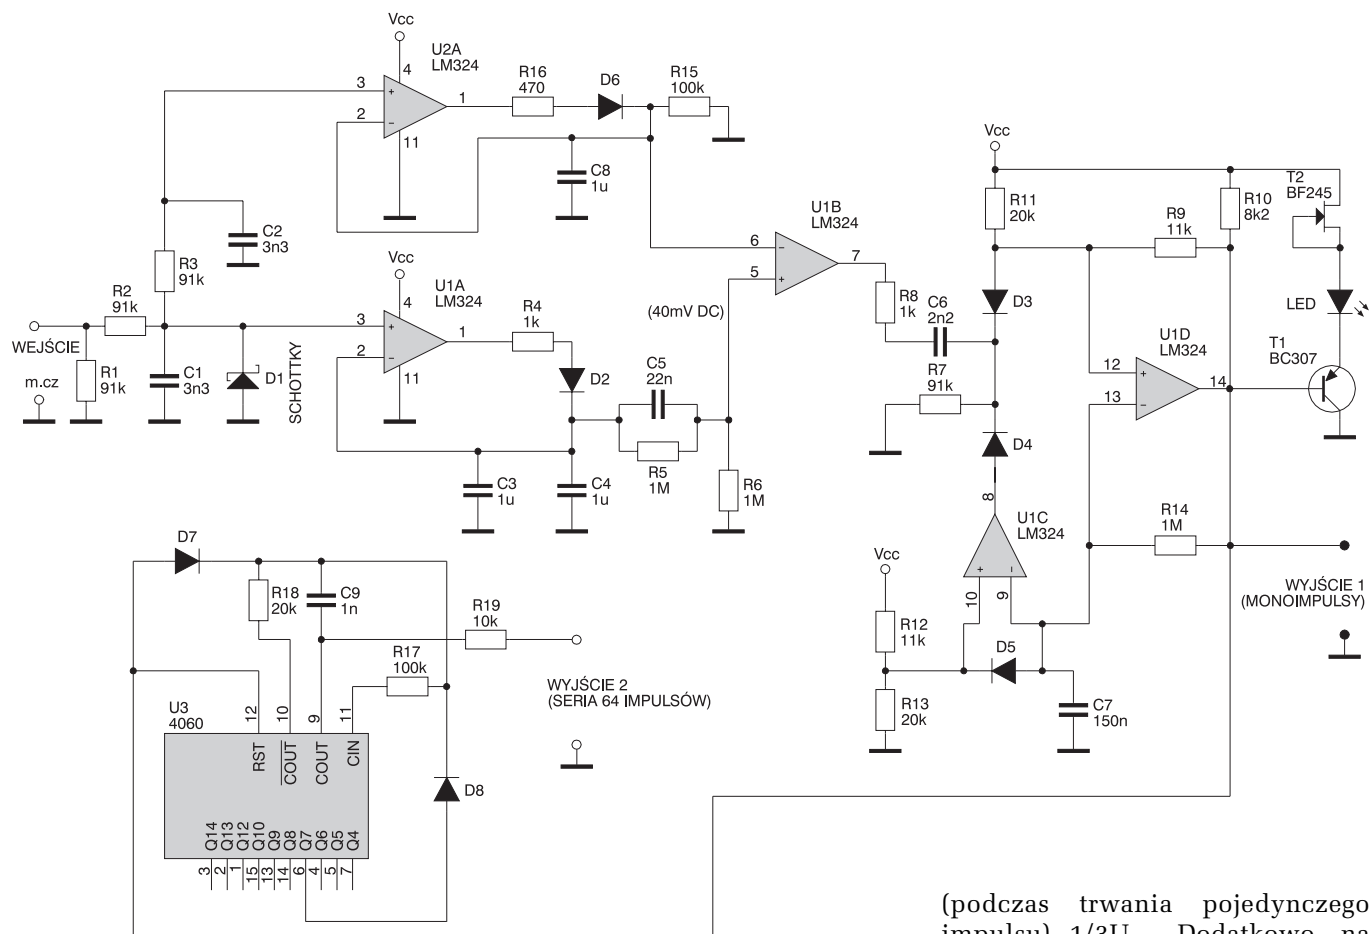 Vcc
U2A
LM324
4
3
2
1
11
R16
470
D6
R15
100k
C8
1u
C2
3n3
R3
91k
R2
91k
WEJŚCIE
m.cz
R1
91k
C1
3n3
D1
SCHOTTKY
Vcc
U1A
LM324
4
3
2
1
11
R4
1k
D2
C5
22n
R5
1M
C3
1u
C4
1u
R6
1M
(40mV DC)
U1B
LM324
6
5
7
R8
1k
C6
2n2
R7
91k
Vcc
R11
20k
D3
D4
R9
11k
R10
8k2
T2
BF245
LED
T1
BC307
U1D
LM324
12
13
14
R14
1M
8
U1C
LM324
10
9
Vcc
R12
11k
D5
R13
20k
C7
150n
WYJŚCIE 1
(MONOIMPULSY)
D7
R18
20k
C9
1n
R19
10k
R17
100k
WYJŚCIE 2
(SERIA 64 IMPULSÓW)
U3
4060
12
10
9
11
RST
COUT
COUT
CIN
D8
Q14
Q13
Q12
Q10
Q9
Q8
Q7
Q6
Q5
Q4
3
2
1
15
13
14
6
4
5
7
(podczas trwania pojedynczego